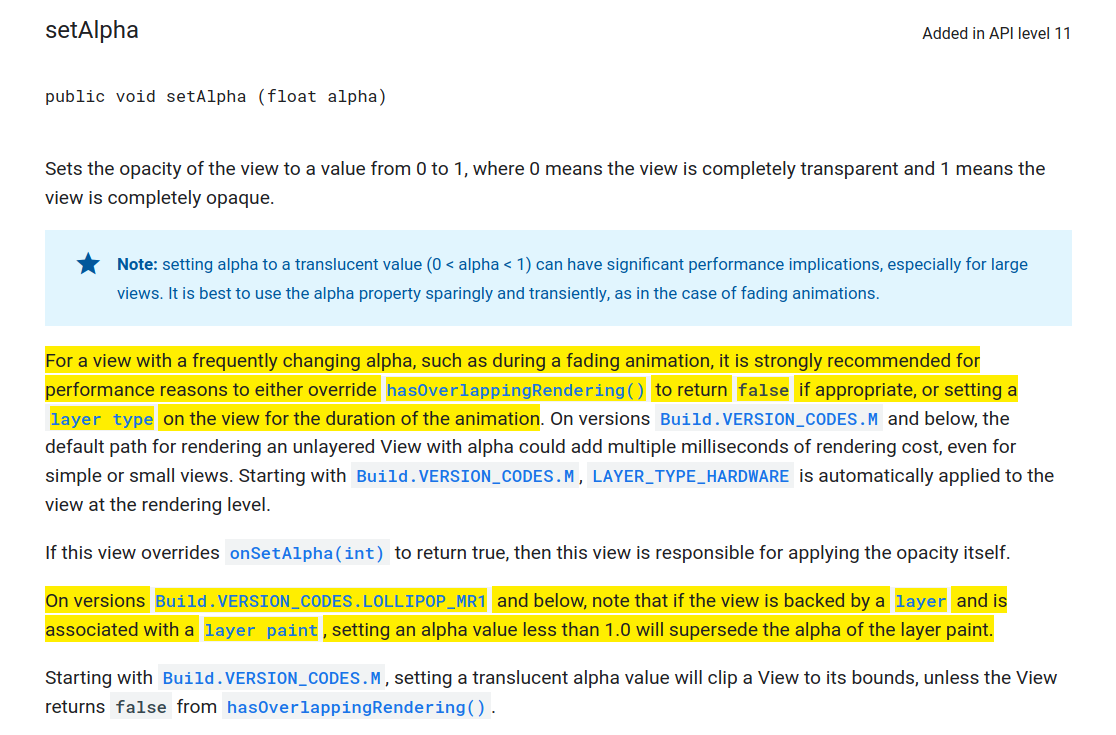 setAlpha
Added in API level 11
public void setAlpha (float alpha)
Sets the opacity of the view to a value from 0 to 1, where 0 means the view is completely transparent and 1 means the
view is completely opaque.
Note: setting alpha to a translucent value (0 < alpha < 1) can have significant performance implications, especially for large
views. It is best to use the alpha property sparingly and transiently, as in the case of fading animations.
For a view with a frequently changing alpha, such as during a fading animation, it is strongly recommended for
performance reasons to either override hasOverlappingRendering() to return false if appropriate, or setting a
layer type on the view for the duration of the animation. On versions Build.VERSION_CODES.M and below, the
default path for rendering an unlayered View with alpha could add multiple milliseconds of rendering cost, even for
simple or small views. Starting with Build.VERSION_CODES.M, LAYER_TYPE_HARDWARE is automatically applied to the
view at the rendering level.
If this view overrides onSetAlpha(int) to return true, then this view is responsible for applying the opacity itself.
On versions Build.VERSION_CODES.LOLLIPOP_MR1 and below, note that if the view is backed by a layer and is
associated with a layer paint, setting an alpha value less than 1.0 will supersede the alpha of the layer paint.
Starting with Build.VERSION_CODES.M, setting a translucent alpha value will clip a View to its bounds, unless the View
returns false from hasOverlappingRendering().